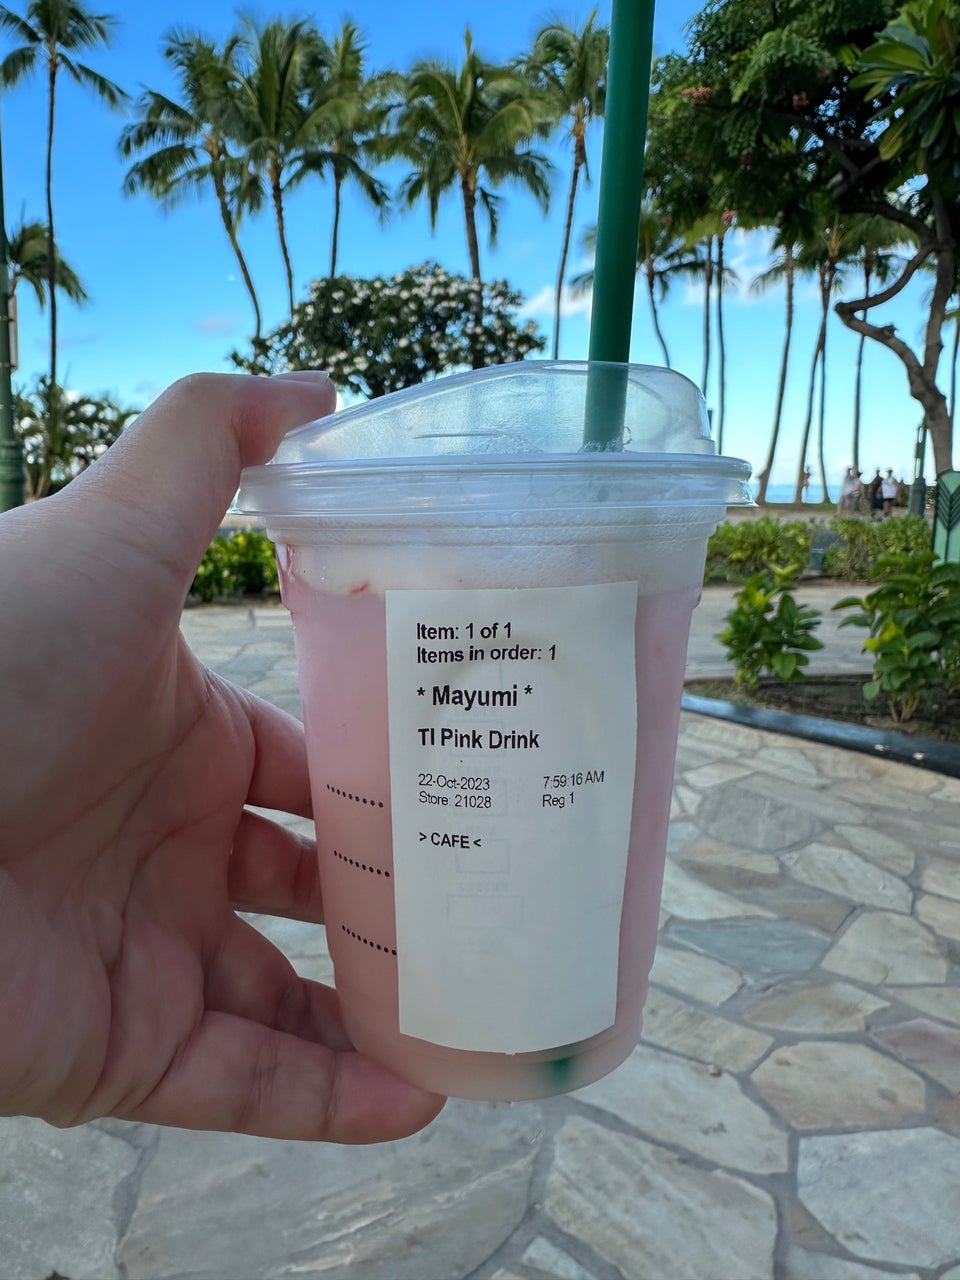 Item: 1 of 1
Items in order: 1
* Mayumi *
Tl Pink Drink
22-Oct-2023 7:59:16 AM
Store: 21028 Reg 1
> CAFE <